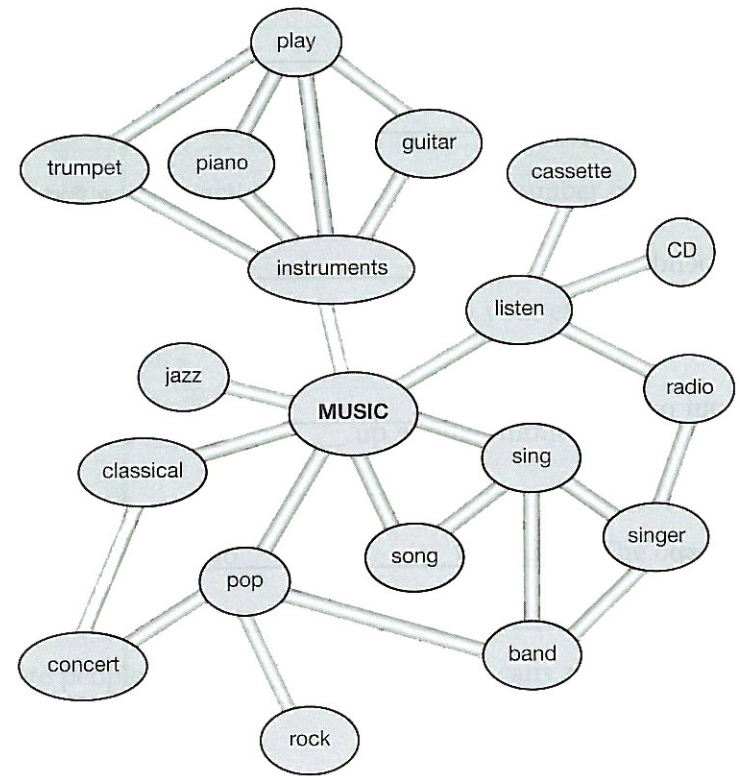 play
trumpet
piano
guitar
cassette
instruments
CD
listen
jazz
radio
MUSIC
classical
sing
song
singer
pop
concert
band
rock